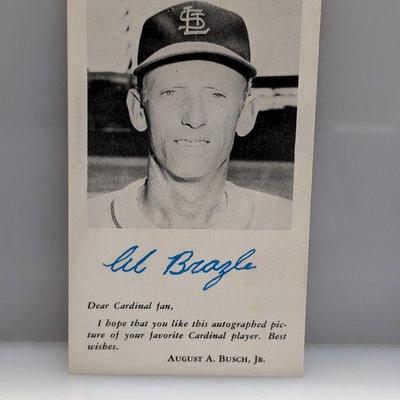 STL
Al Brazle
Dear Cardinal fan,
I hope that you like this autographed pic-
ture of your favorite Cardinal player. Best
wishes.
AUGUST A. BUSCH, JR.